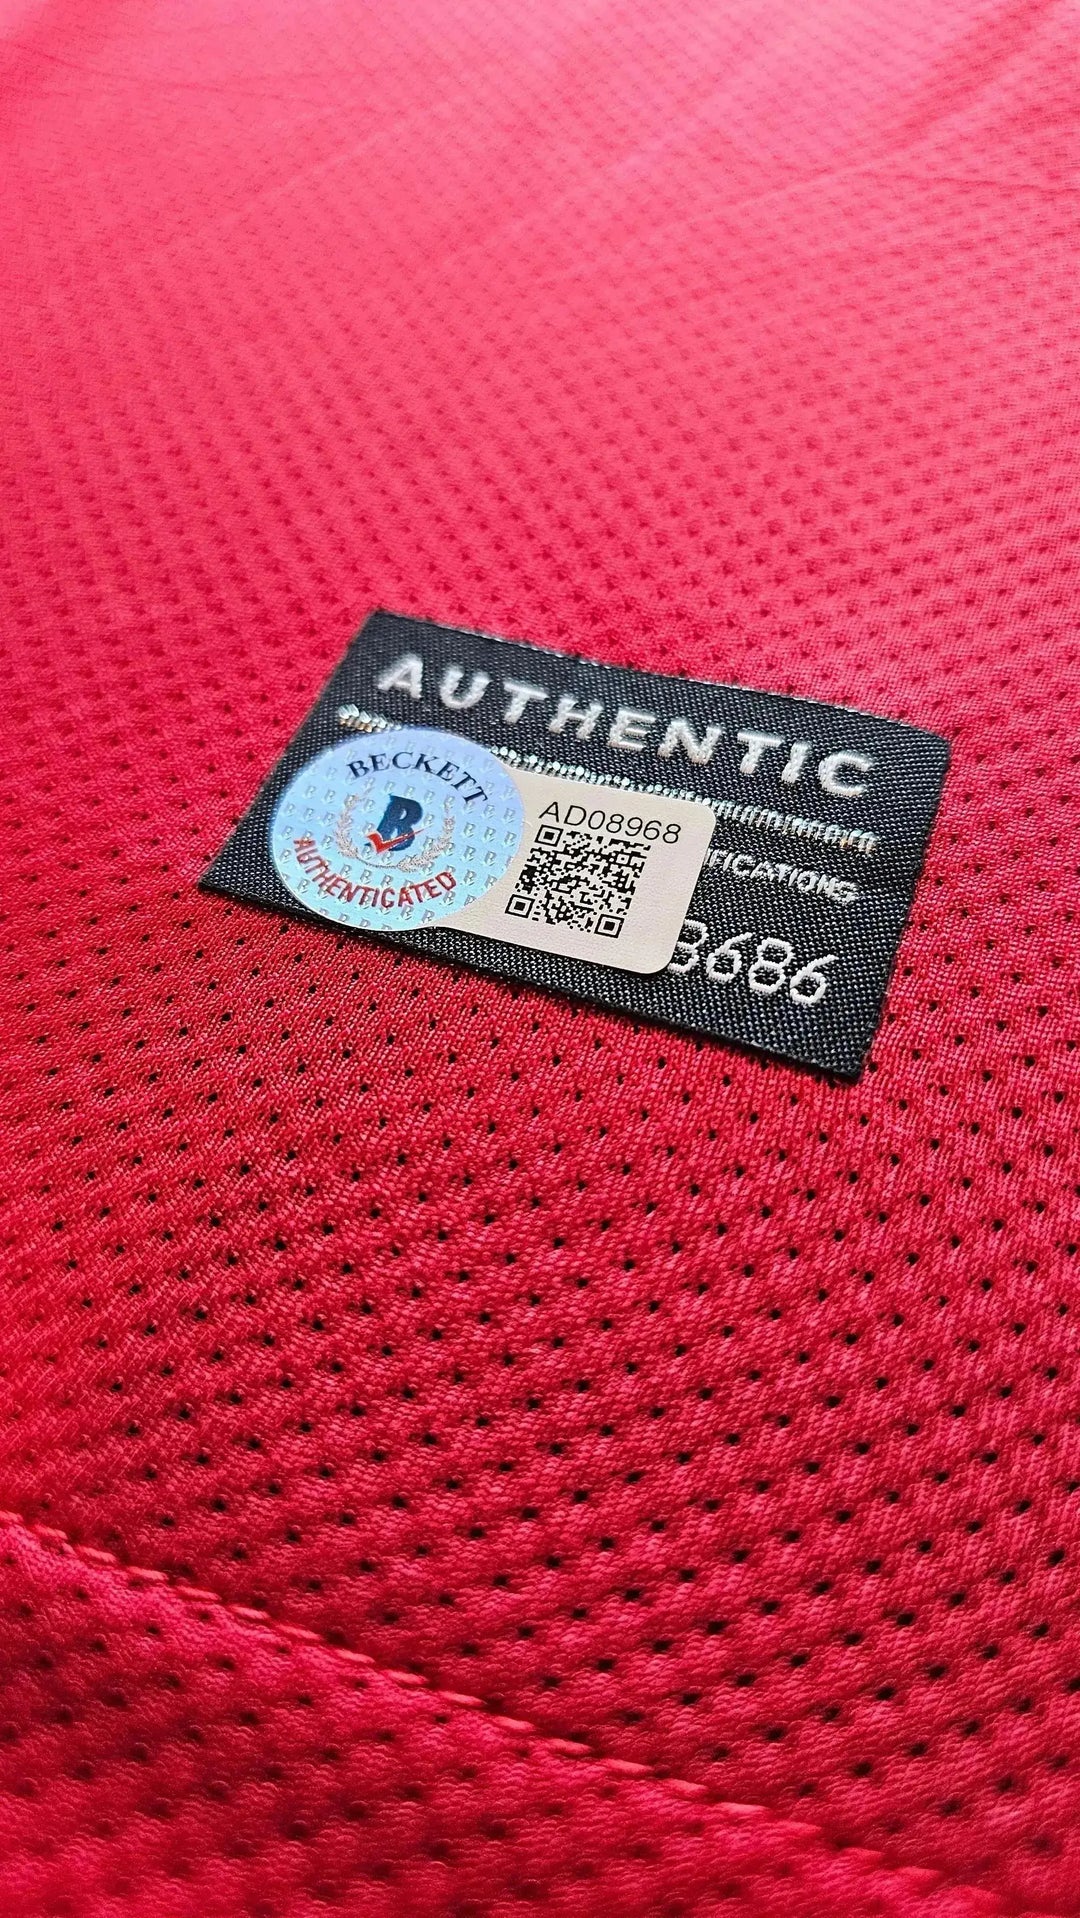 AUTHENTIC
BECKETT
B
AUTHENTICATED
AD08968
IFICATIONS
3686